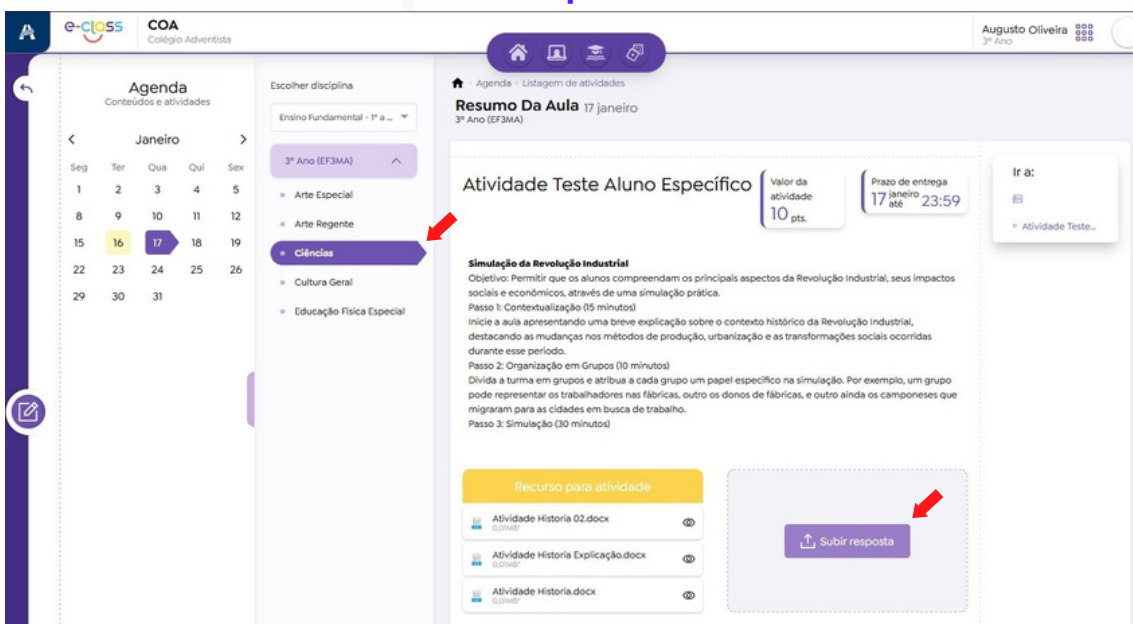 e-class
COA
Colégio Adventista
Augusto Oliveira
3º Ano
Agenda
Conteúdos e atividades
Janeiro
Seg Ter Qua Qui Sex
1 2 3 4 5
8 9 10 11 12
15 16 17 18 19
22 23 24 25 26
29 30 31
Escolher disciplina
Ensino Fundamental - 1º a ...
3º Ano (EF3MA)
Arte Especial
Arte Regente
Ciências
Cultura Geral
Educação Física Especial
Agenda - Listagem de atividades
Resumo Da Aula 17 janeiro
3º Ano (EF3MA)
Atividade Teste Aluno Específico
Valor da
atividade
10 pts.
Prazo de entrega
17 janeiro até 23:59
Simulação da Revolução Industrial
Objetivo: Permitir que os alunos compreendam os principais aspectos da Revolução Industrial, seus impactos
sociais e econômicos, através de uma simulação prática.
Passo 1: Contextualização (15 minutos)
Inicie a aula apresentando uma breve explicação sobre o contexto histórico da Revolução Industrial,
destacando as mudanças nos métodos de produção, urbanização e as transformações sociais ocorridas
durante esse período.
Passo 2: Organização em Grupos (10 minutos)
Divida a turma em grupos e atribua a cada grupo um papel específico na simulação. Por exemplo, um grupo
pode representar os trabalhadores nas fábricas, outro os donos de fábricas, e outro ainda os camponeses que
migraram para as cidades em busca de trabalho.
Passo 3: Simulação (30 minutos)
Recurso para atividade
Atividade Historia 02.docx
0,01MB*
Atividade Historia Explicação.docx
0,01MB*
Atividade Historia.docx
0,01MB*
Subir resposta
Ir a:
Atividade Teste...